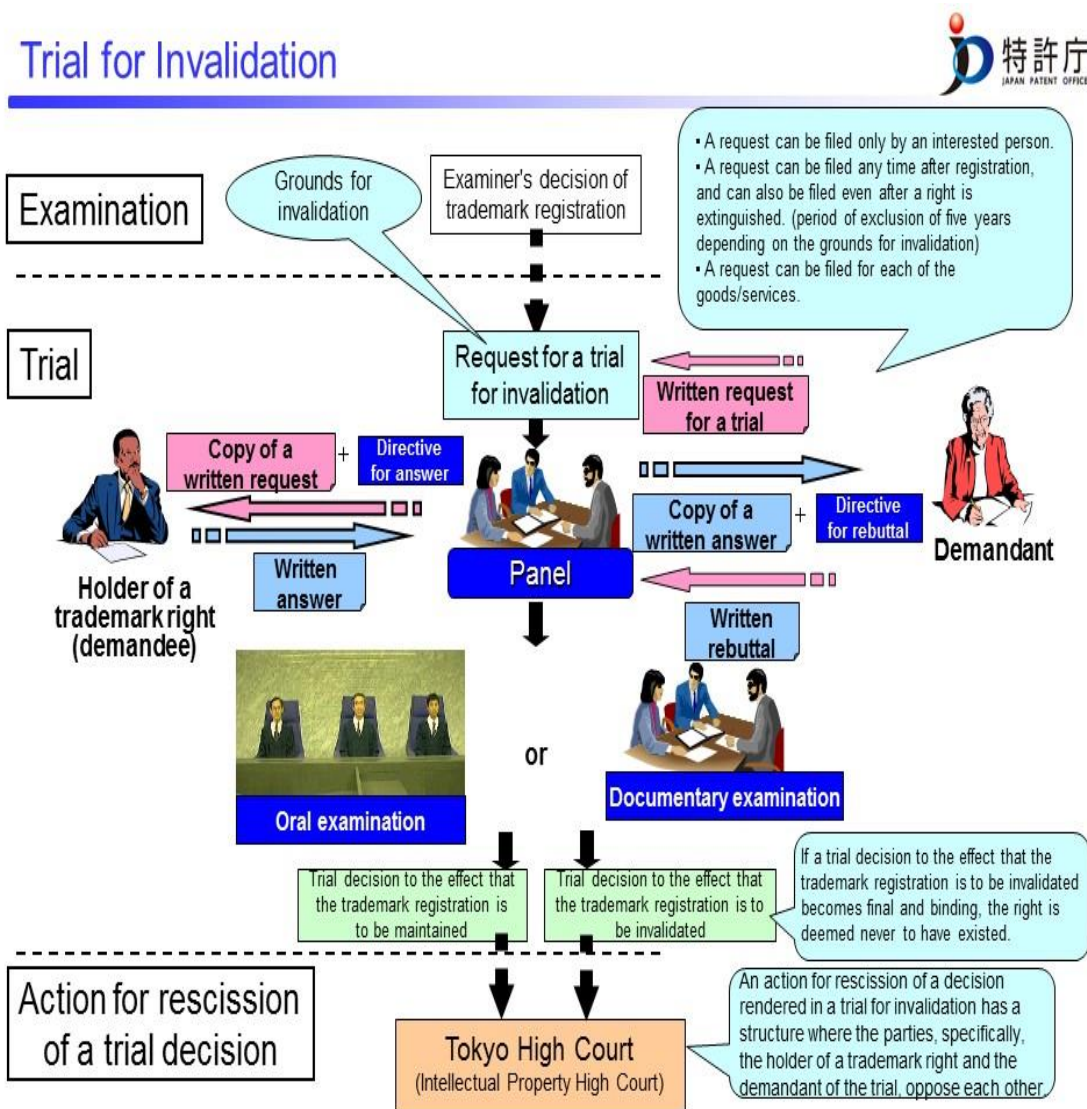 Trial for Invalidation
特許庁
JAPAN PATENT OFFICE
▪ A request can be filed only by an interested person.
▪ A request can be filed any time after registration,
and can also be filed even after a right is
extinguished. (period of exclusion of five years
depending on the grounds for invalidation)
▪ A request can be filed for each of the
goods/services.
Examination
Grounds for
invalidation
Examiner's decision of
trademark registration
Trial
Request for a trial
for invalidation
Written request
for a trial
Copy of a
written request
+
Directive
for answer
Written
answer
Holder of a
trademark right
(demandee)
Panel
Copy of a
written answer
+
Directive
for rebuttal
Demandant
Written
rebuttal
Oral examination
or
Documentary examination
Trial decision to the effect that
the trademark registration is
to be maintained
Trial decision to the effect that
the trademark registration is to
be invalidated
If a trial decision to the effect that the
trademark registration is to be invalidated
becomes final and binding, the right is
deemed never to have existed.
Action for rescission
of a trial decision
Tokyo High Court
(Intellectual Property High Court)
An action for rescission of a decision
rendered in a trial for invalidation has a
structure where the parties, specifically,
the holder of a trademark right and the
demandant of the trial, oppose each other.